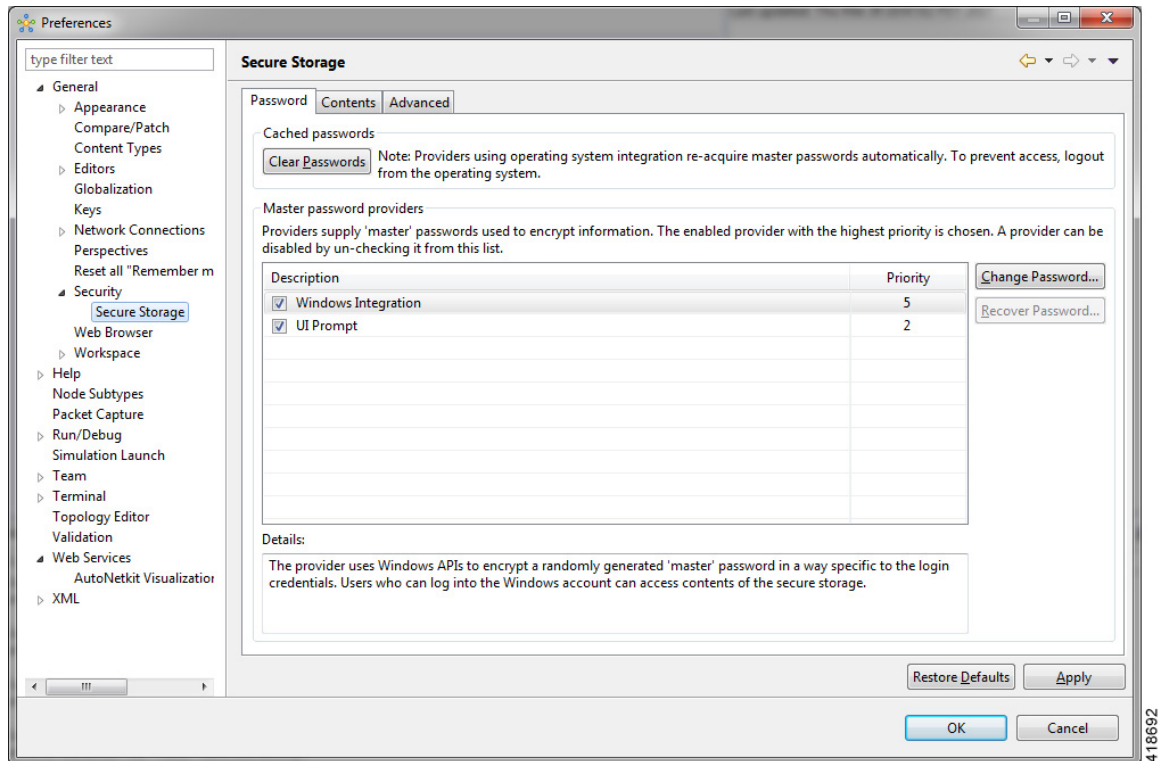 Preferences
type filter text
General
Appearance
Compare/Patch
Content Types
Editors
Globalization
Keys
Network Connections
Perspectives
Reset all "Remember m
Security
Secure Storage
Web Browser
Workspace
Help
Node Subtypes
Packet Capture
Run/Debug
Simulation Launch
Team
Terminal
Topology Editor
Validation
Web Services
AutoNetkit Visualization
XML
Secure Storage
Password Contents Advanced
Cached passwords
Clear Passwords
Note: Providers using operating system integration re-acquire master passwords automatically. To prevent access, logout
from the operating system.
Master password providers
Providers supply 'master' passwords used to encrypt information. The enabled provider with the highest priority is chosen. A provider can be
disabled by un-checking it from this list.
Description Priority
Windows Integration 5
UI Prompt 2
Change Password...
Recover Password...
Details:
The provider uses Windows APIs to encrypt a randomly generated 'master' password in a way specific to the login
credentials. Users who can log into the Windows account can access contents of the secure storage.
Restore Defaults Apply
OK Cancel
418692